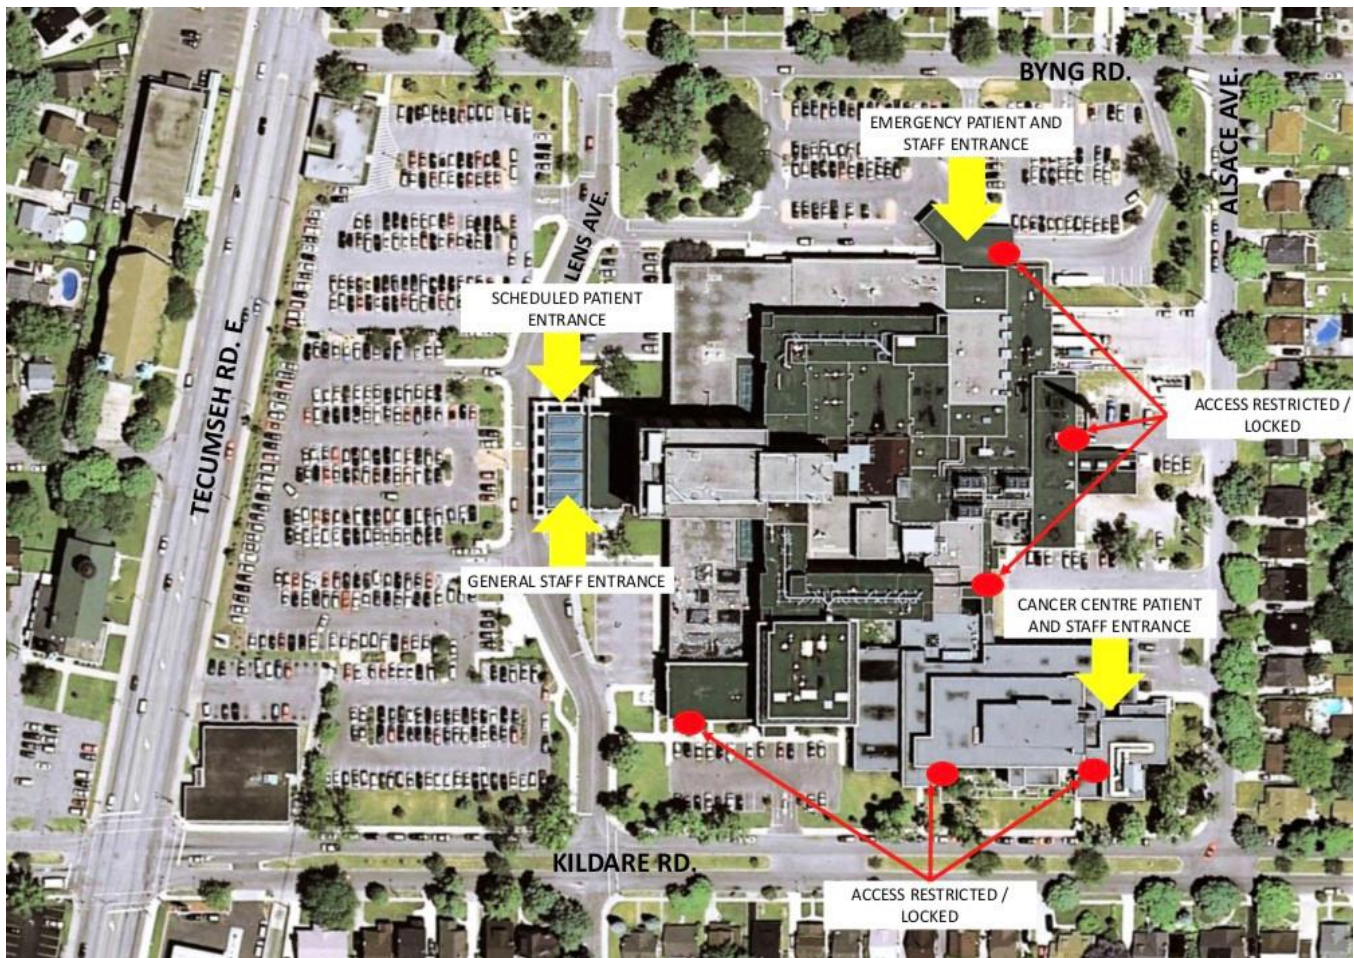 BYNG RD.
ALSACE AVE.
EMERGENCY PATIENT AND
STAFF ENTRANCE
LENS AVE.
SCHEDULED PATIENT
ENTRANCE
TECUMSEH RD. E
ACCESS RESTRICTED /
LOCKED
GENERAL STAFF ENTRANCE
CANCER CENTRE PATIENT
AND STAFF ENTRANCE
KILDARE RD.
ACCESS RESTRICTED /
LOCKED